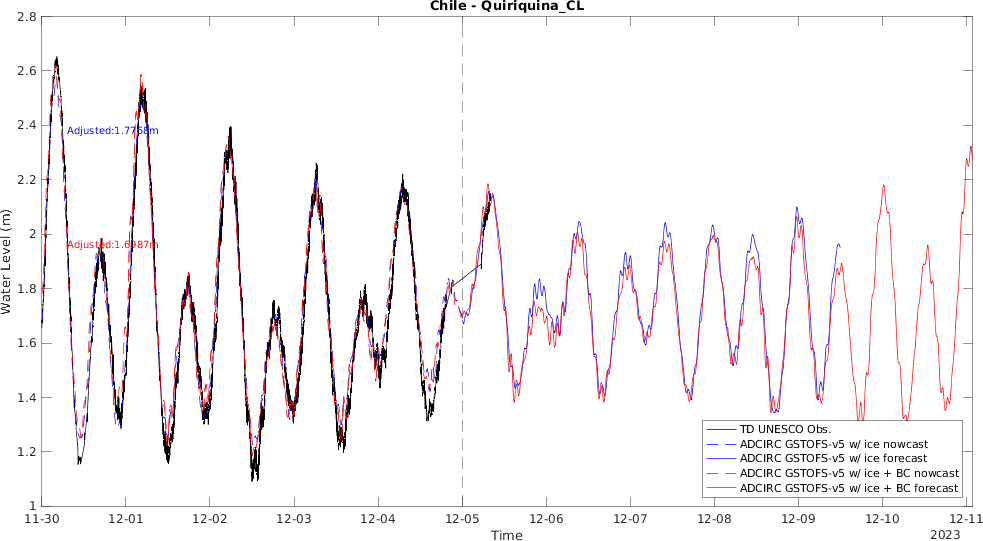 Chile - Quiriquina_CL
2.8
2.6
2.4
2.2
2
1.8
1.6
1.4
1.2
1
Water Level (m)
Adjusted:1.7758m
Adjusted:1.6987m
TD UNESCO Obs.
ADCIRC GSTOFS-v5 w/ ice nowcast
ADCIRC GSTOFS-v5 w/ ice forecast
ADCIRC GSTOFS-v5 w/ ice + BC nowcast
ADCIRC GSTOFS-v5 w/ ice + BC forecast
11-30 12-01 12-02 12-03 12-04 12-05 12-06 12-07 12-08 12-09 12-10 12-11
Time
2023